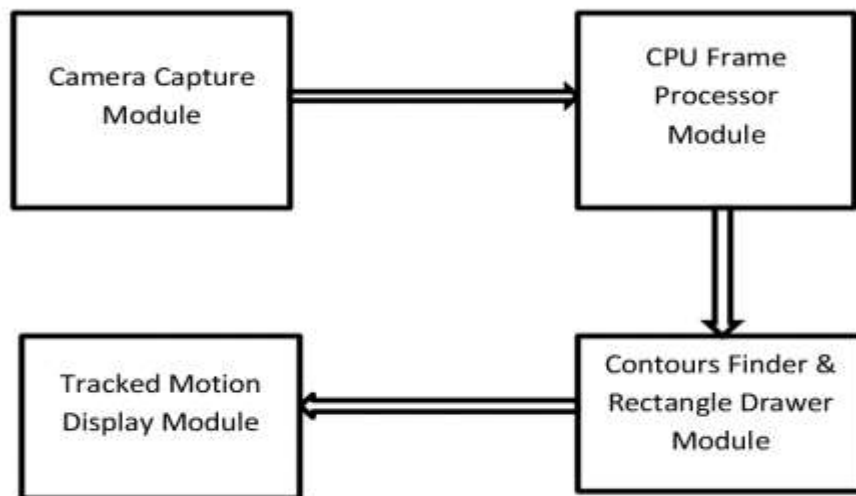 Camera Capture
Module
CPU Frame
Processor
Module
Contours Finder &
Rectangle Drawer
Module
Tracked Motion
Display Module